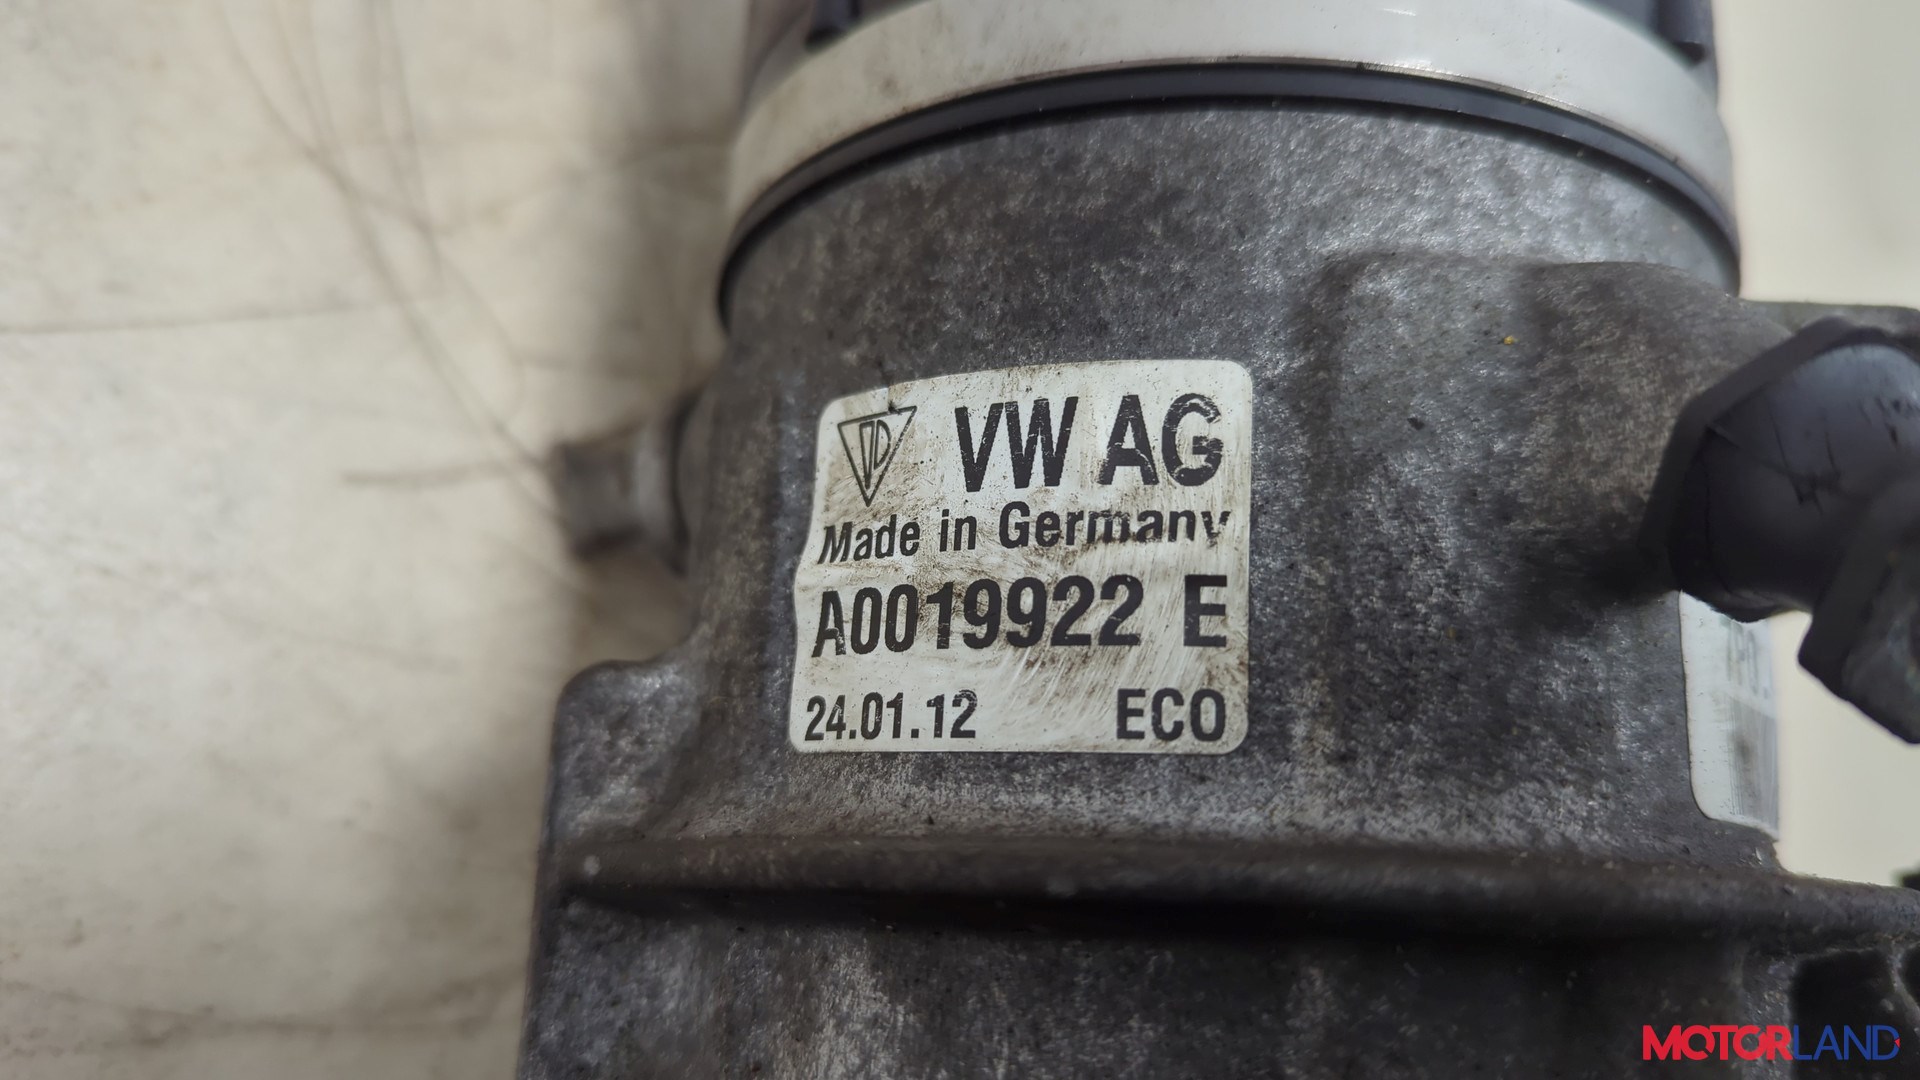 VW AG
Made in Germany
A0019922 E
24.01.12 ECO
MOTORLAND